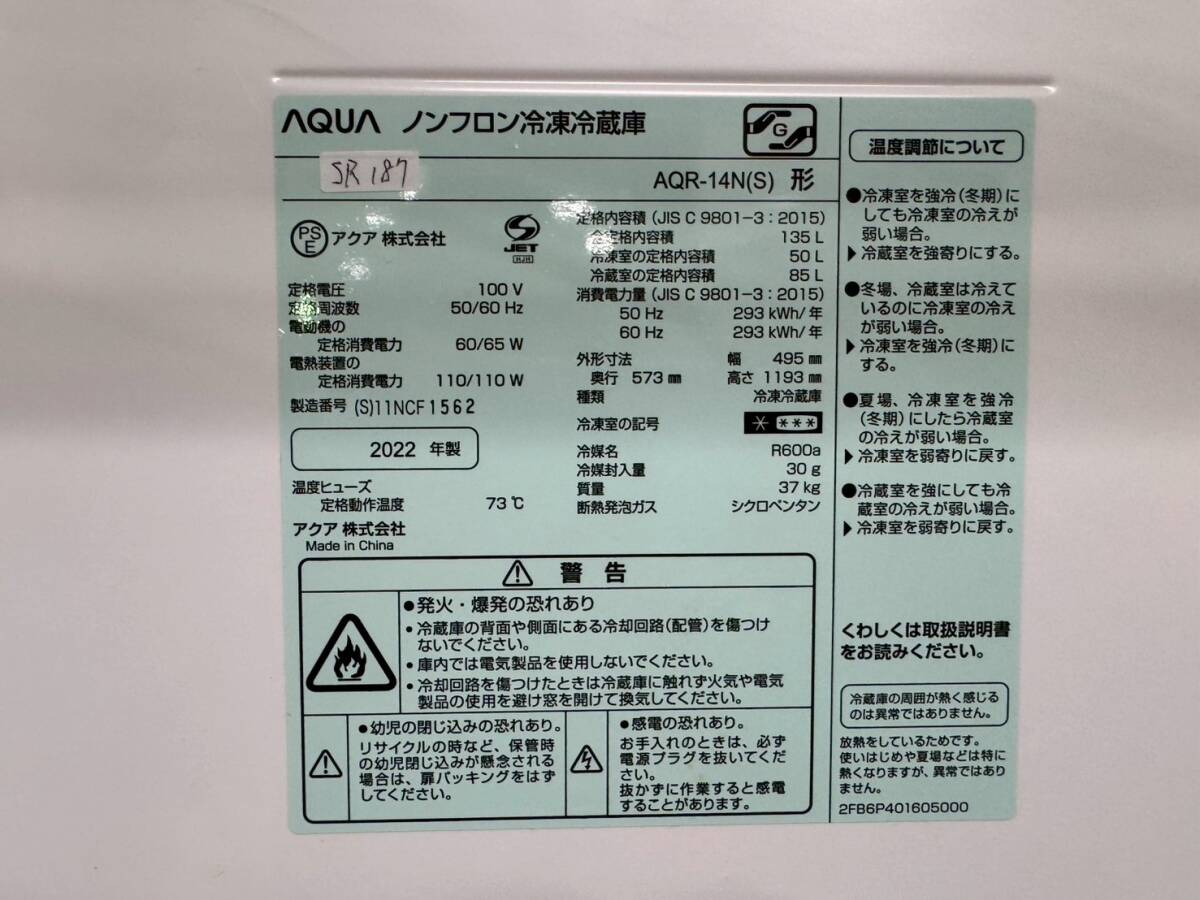 AQUA ノンフロン冷凍冷蔵庫
G
SR 187
AQR-14N(S) 形
PS
E
アクア 株式会社
S
JET
HJH
定格電圧 100 V
定格周波数 50/60 Hz
電動機の
定格消費電力 60/65 W
電熱装置の
定格消費電力 110/110 W
製造番号 (S)11NCF1562
2022 年製
温度ヒューズ
定格動作温度 73 ℃
アクア 株式会社
Made in China
定格内容積 (JIS C 9801-3 : 2015)
全定格内容積 135 L
冷凍室の定格内容積 50 L
冷蔵室の定格内容積 85 L
消費電力量 (JIS C 9801-3 : 2015)
50 Hz 293 kWh/年
60 Hz 293 kWh/年
外形寸法 幅 495 mm
奥行 573 mm 高さ 1193 mm
種類 冷凍冷蔵庫
冷凍室の記号 * ***
冷媒名 R600a
冷媒封入量 30 g
質量 37 kg
断熱発泡ガス シクロペンタン
警 告
●発火・爆発の恐れあり
・冷蔵庫の背面や側面にある冷却回路(配管)を傷つけ
ないでください。
・庫内では電気製品を使用しないでください。
・冷却回路を傷つけたときは冷蔵庫に触れず火気や電気
製品の使用を避け窓を開けて換気してください。
●幼児の閉じ込みの恐れあり。
リサイクルの時など、保管時
の幼児閉じ込みが懸念される
場合は、扉パッキングをはず
してください。
●感電の恐れあり。
お手入れのときは、必ず
電源プラグを抜いてくだ
さい。
抜かずに作業すると感電
することがあります。
温度調節について
●冷凍室を強冷(冬期)に
しても冷凍室の冷えが
弱い場合。
▶冷蔵室を強寄りにする。
●冬場、冷蔵室は冷えて
いるのに冷凍室の冷え
が弱い場合。
▶冷凍室を強冷(冬期)に
する。
●夏場、冷凍室を強冷
(冬期)にしたら冷蔵室
の冷えが弱い場合。
▶冷凍室を弱寄りに戻す。
●冷蔵室を強にしても冷
蔵室の冷えが弱い場合。
▶冷凍室を弱寄りに戻す。
くわしくは取扱説明書
をお読みください。
冷蔵庫の周囲が熱く感じる
のは異常ではありません。
放熱をしているためです。
使いはじめや夏場などは特に
熱くなりますが、異常ではあり
ません。
2FB6P401605000